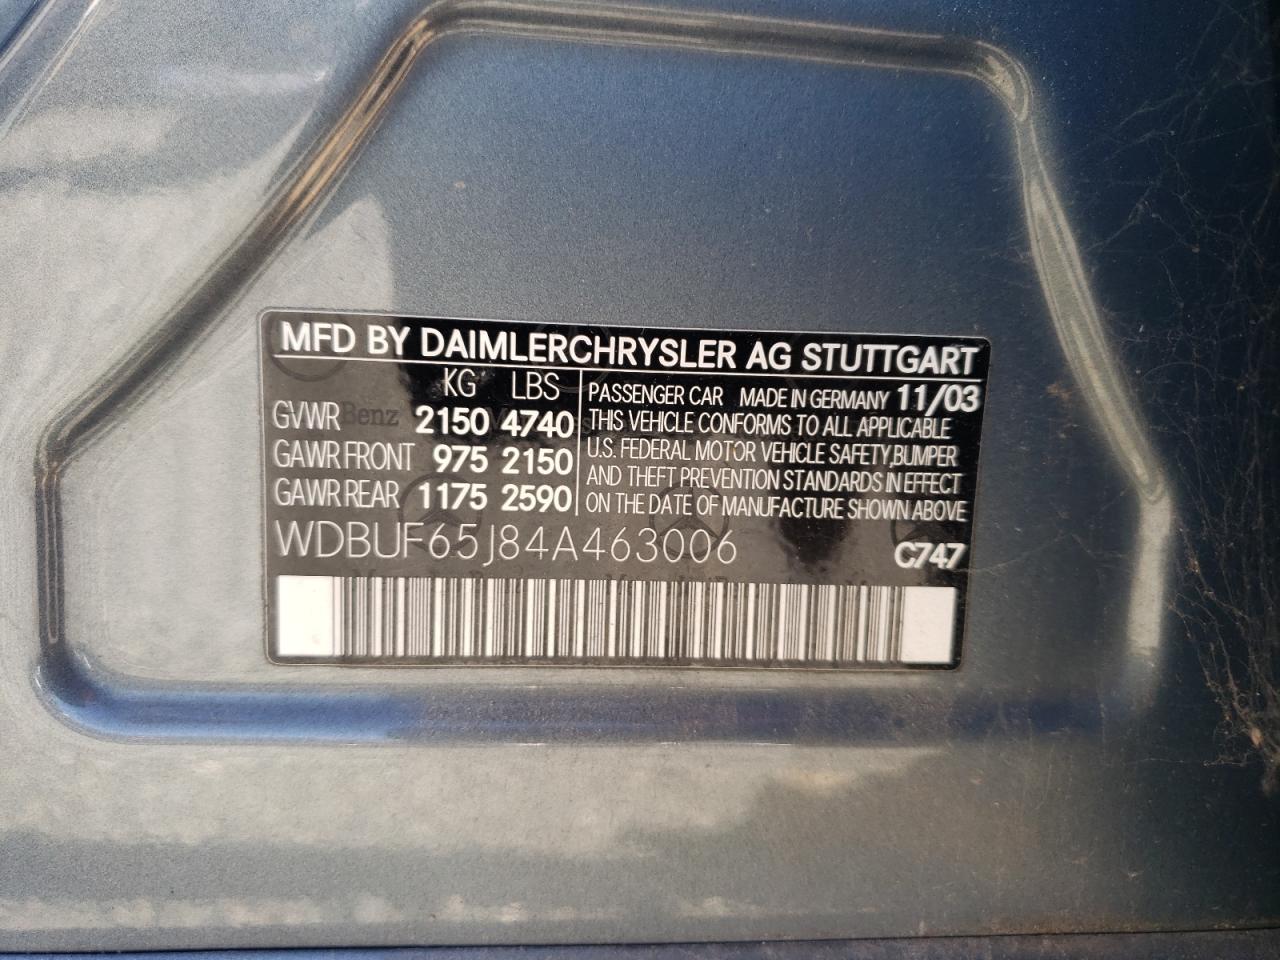 MFD BY DAIMLERCHRYSLER AG STUTTGART
KG LBS
GVWR 2150 4740
GAWR FRONT 975 2150
GAWR REAR 1175 2590
PASSENGER CAR MADE IN GERMANY 11/03
THIS VEHICLE CONFORMS TO ALL APPLICABLE
U.S. FEDERAL MOTOR VEHICLE SAFETY,BUMPER
AND THEFT PREVENTION STANDARDS IN EFFECT
ON THE DATE OF MANUFACTURE SHOWN ABOVE
WDBUF65J84A463006 C747
Benz